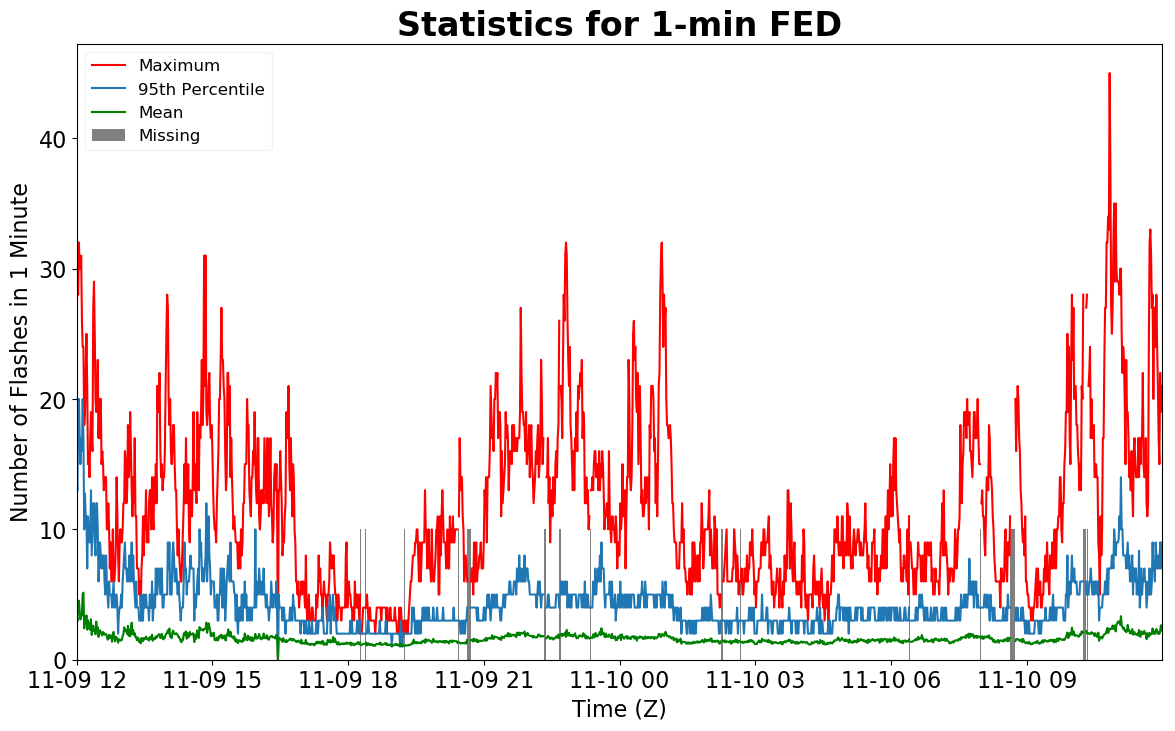 Statistics for 1-min FED
Maximum
95th Percentile
Mean
Missing
Number of Flashes in 1 Minute
40
30
20
10
0
11-09 12
11-09 15
11-09 18
11-09 21
11-10 00
11-10 03
11-10 06
11-10 09
Time (Z)